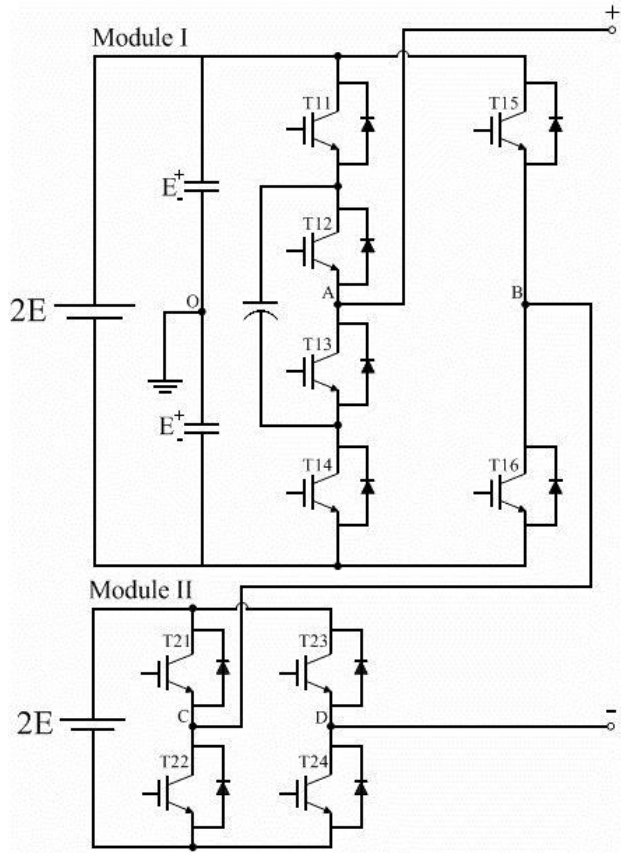 +
Module I
T11
T15
E
+
-
T12
O
A
B
2E
T13
E
+
-
T14
T16
Module II
T21
T23
2E
C
D
-
T22
T24